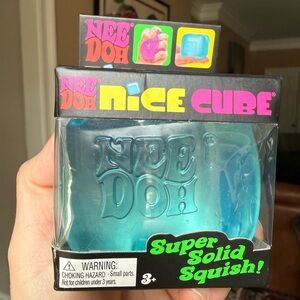 NEE
DOH
NEE
DOH
NICE CUBE
NEE
DOH
Super
Solid
Squish!
WARNING:
CHOKING HAZARD - Small parts.
Not for children under 3 years.
3+